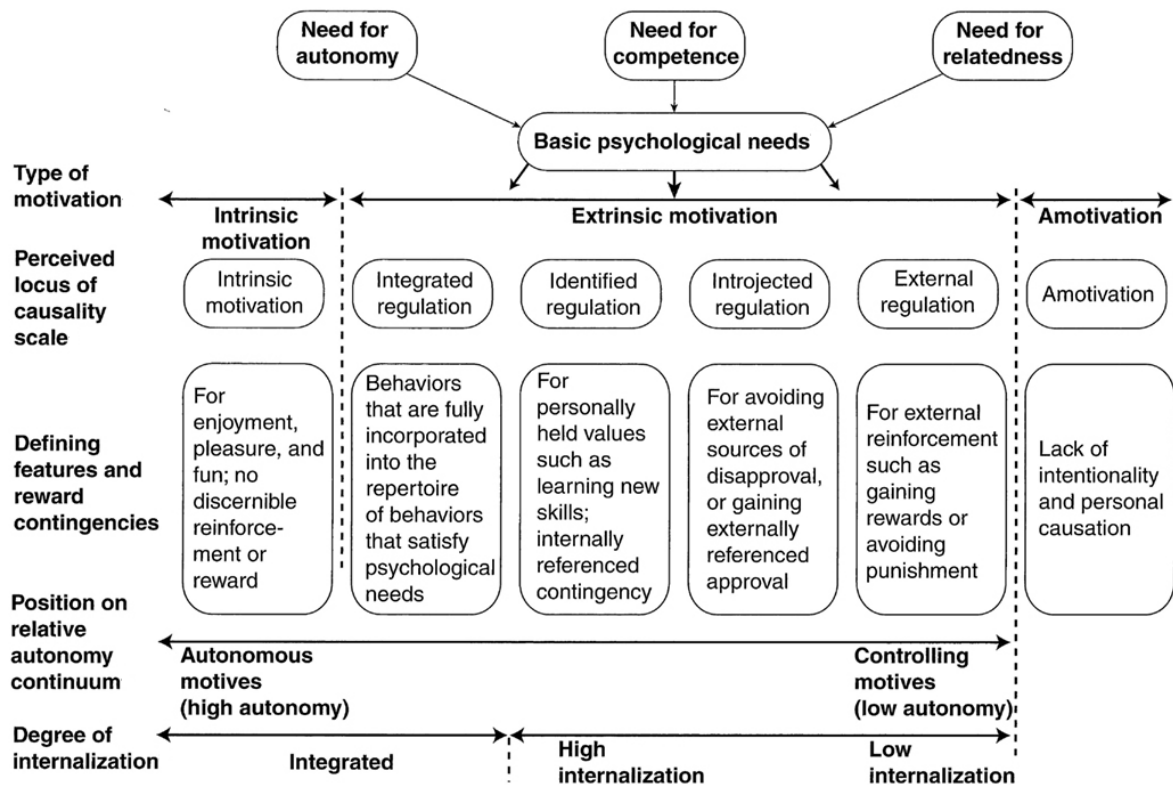 Need for
autonomy
Need for
competence
Need for
relatedness
Basic psychological needs
Type of
motivation
Intrinsic
motivation
Extrinsic motivation
Amotivation
Perceived
locus of
causality
scale
Intrinsic
motivation
Integrated
regulation
Identified
regulation
Introjected
regulation
External
regulation
Amotivation
Defining
features and
reward
contingencies
For
enjoyment,
pleasure, and
fun; no
discernible
reinforce-
ment or
reward
Behaviors
that are fully
incorporated
into the
repertoire
of behaviors
that satisfy
psychological
needs
For
personally
held values
such as
learning new
skills;
internally
referenced
contingency
For avoiding
external
sources of
disapproval,
or gaining
externally
referenced
approval
For external
reinforcement
such as
gaining
rewards or
avoiding
punishment
Lack of
intentionality
and personal
causation
Position on
relative
autonomy
continuum
Autonomous
motives
(high autonomy)
Controlling
motives
(low autonomy)
Degree of
internalization
Integrated
High
internalization
Low
internalization